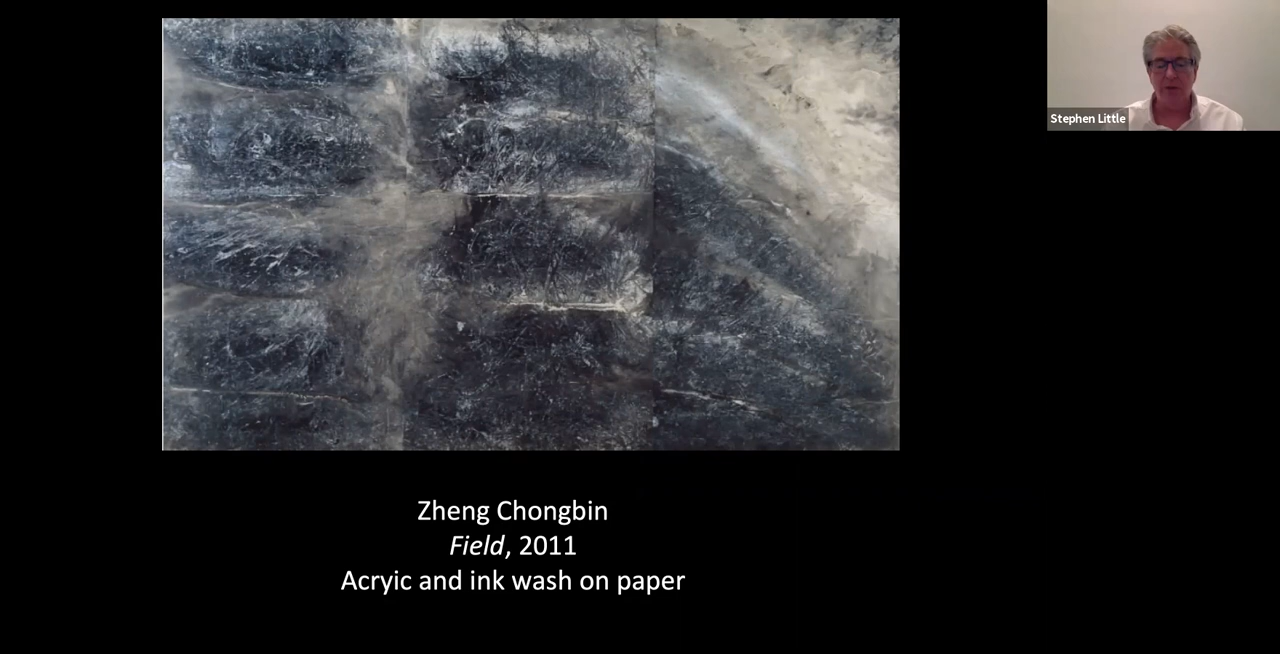 Stephen Little
Zheng Chongbin
Field, 2011
Acryic and ink wash on paper